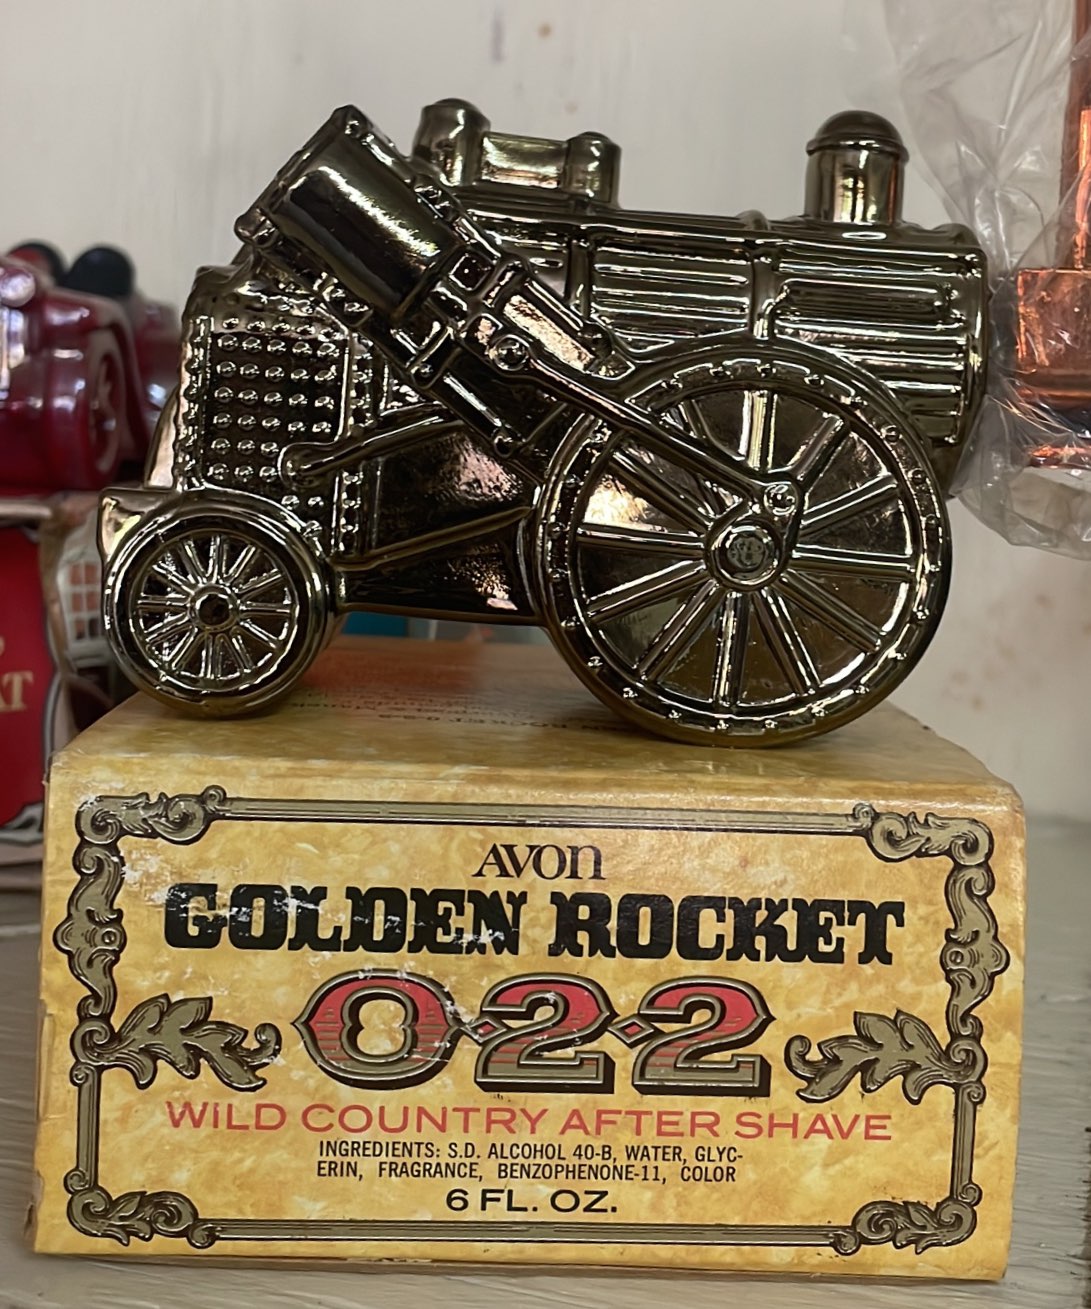 AVON
GOLDEN ROCKET
0·2·2
WILD COUNTRY AFTER SHAVE
INGREDIENTS: S.D. ALCOHOL 40-B, WATER, GLYC-
ERIN, FRAGRANCE, BENZOPHENONE-11, COLOR
6 FL. OZ.